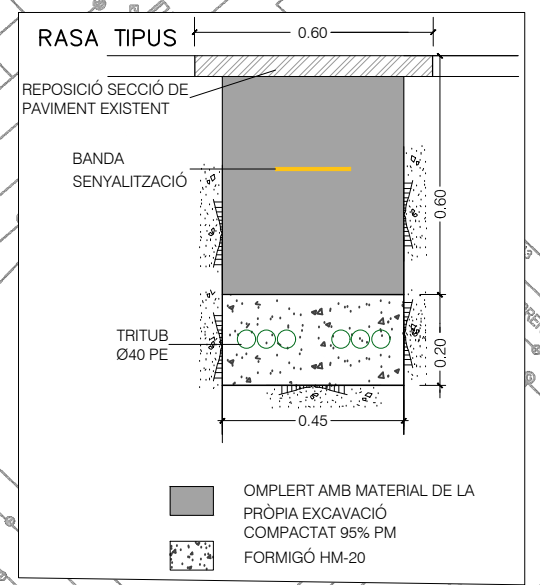 RASA TIPUS
0.60
REPOSICIÓ SECCIÓ DE
PAVIMENT EXISTENT
BANDA
SENYALITZACIÓ
0.60
TRITUB
Ø40 PE
0.20
0.45
OMPLERT AMB MATERIAL DE LA
PRÒPIA EXCAVACIÓ
COMPACTAT 95% PM
FORMIGÓ HM-20